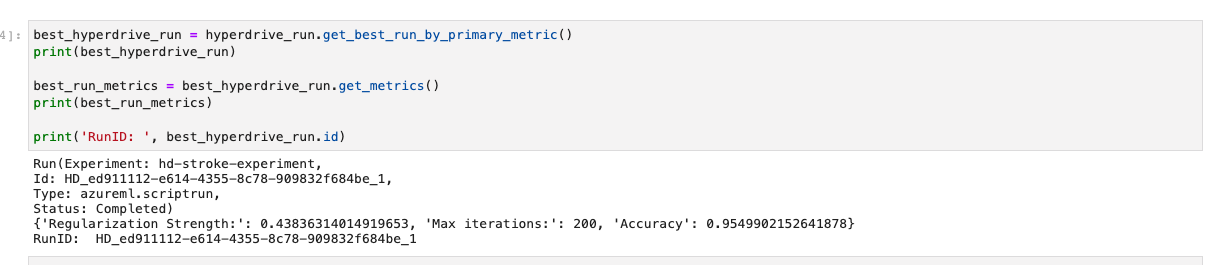 4]:
best_hyperdrive_run = hyperdrive_run.get_best_run_by_primary_metric()
print(best_hyperdrive_run)
best_run_metrics = best_hyperdrive_run.get_metrics()
print(best_run_metrics)
print('RunID: ', best_hyperdrive_run.id)
Run(Experiment: hd-stroke-experiment,
Id: HD_ed911112-e614-4355-8c78-909832f684be_1,
Type: azureml.scriptrun,
Status: Completed)
{'Regularization Strength:': 0.43836314014919653, 'Max iterations:': 200, 'Accuracy': 0.9549902152641878}
RunID:  HD_ed911112-e614-4355-8c78-909832f684be_1